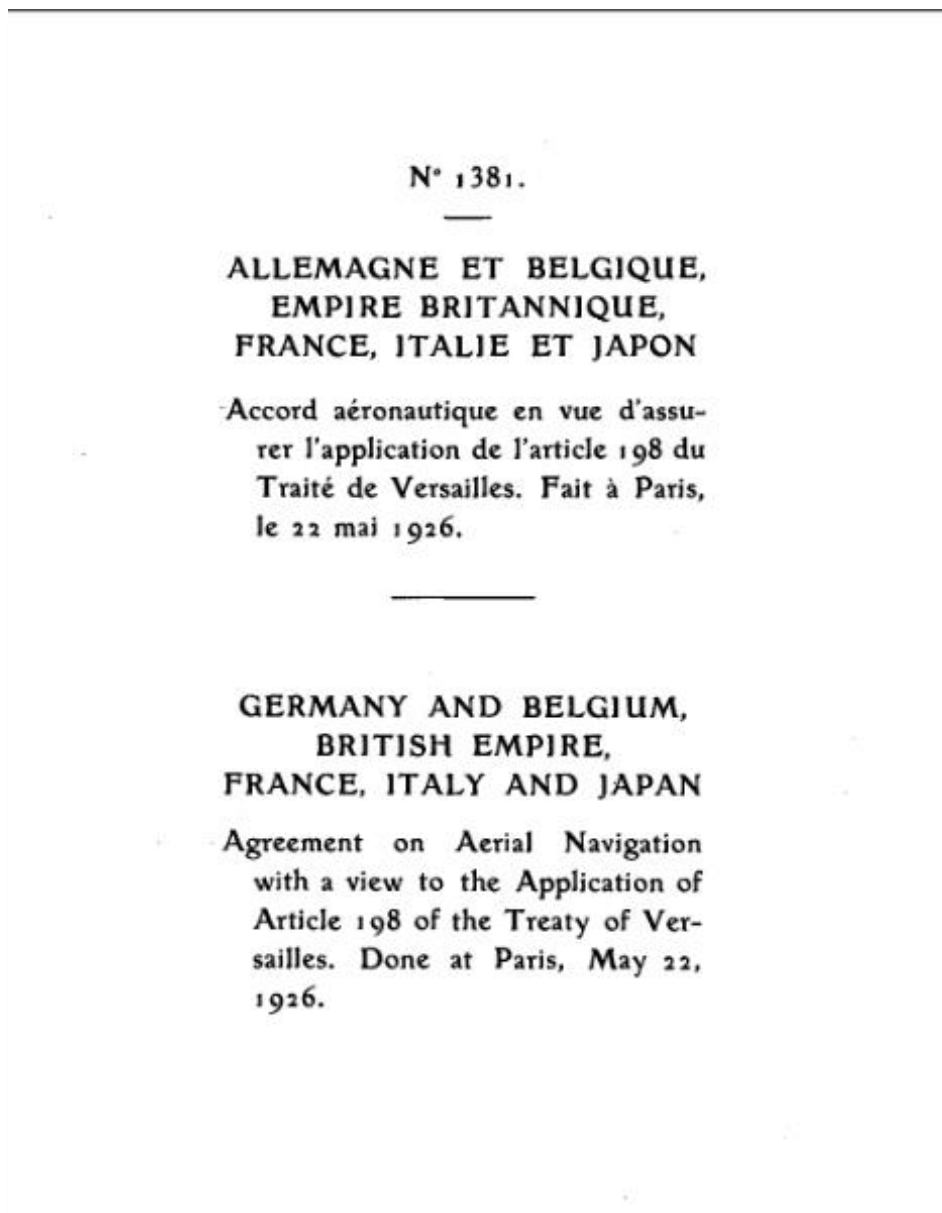 N° 1381.
ALLEMAGNE ET BELGIQUE,
EMPIRE BRITANNIQUE,
FRANCE, ITALIE ET JAPON
Accord aéronautique en vue d'assu-
rer l'application de l'article 198 du
Traité de Versailles. Fait à Paris,
le 22 mai 1926.
GERMANY AND BELGIUM,
BRITISH EMPIRE,
FRANCE, ITALY AND JAPAN
Agreement on Aerial Navigation
with a view to the Application of
Article 198 of the Treaty of Ver-
sailles. Done at Paris, May 22,
1926.